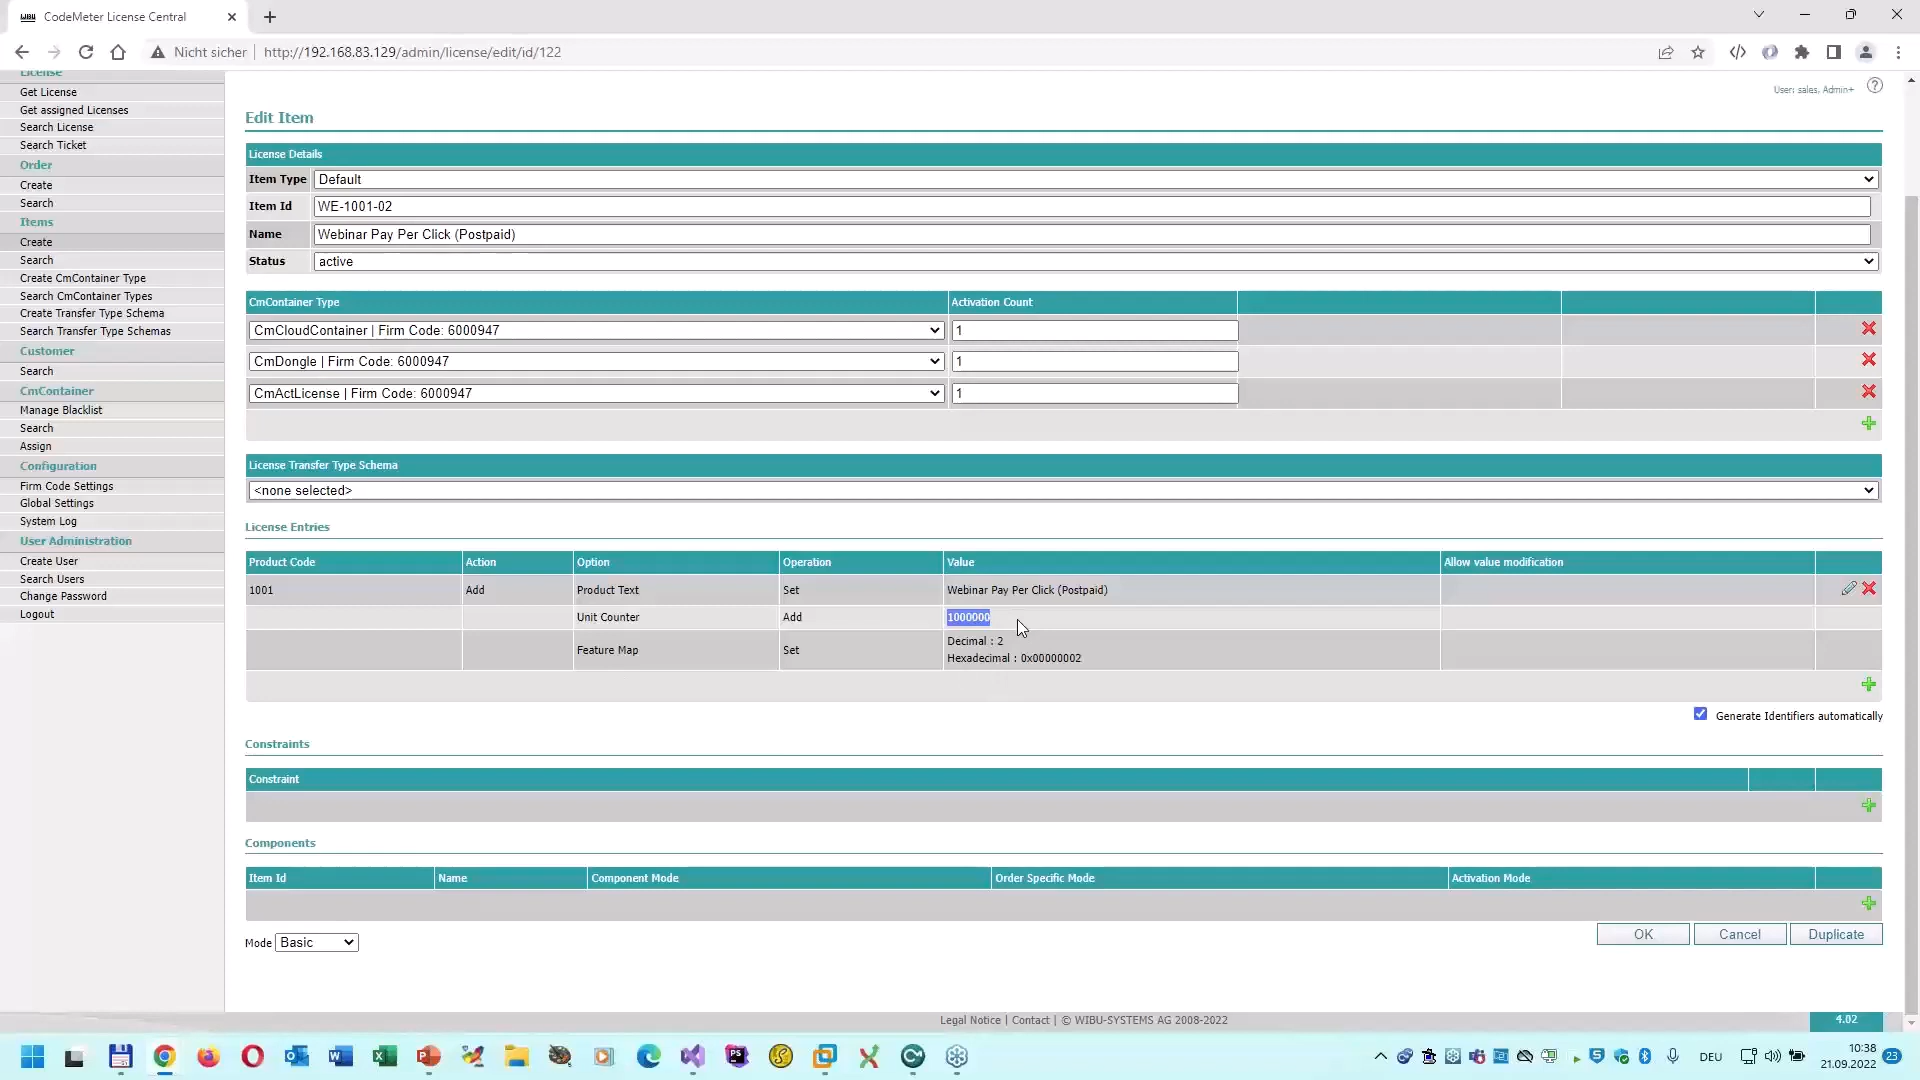 CodeMeter License Central
Nicht sicher
http://192.168.83.129/admin/license/edit/id/122
License
Get License
Get assigned Licenses
Search License
Search Ticket
Order
Create
Search
Items
Create
Search
Create CmContainer Type
Search CmContainer Types
Create Transfer Type Schema
Search Transfer Type Schemas
Customer
Search
CmContainer
Manage Blacklist
Search
Assign
Configuration
Firm Code Settings
Global Settings
System Log
User Administration
Create User
Search Users
Change Password
Logout
User: sales, Admin+
Edit Item
License Details
Item Type Default
Item Id WE-1001-02
Name Webinar Pay Per Click (Postpaid)
Status active
CmContainer Type Activation Count
CmCloudContainer | Firm Code: 6000947 1
CmDongle | Firm Code: 6000947 1
CmActLicense | Firm Code: 6000947 1
License Transfer Type Schema
<none selected>
License Entries
Product Code Action Option Operation Value Allow value modification
1001 Add Product Text Set Webinar Pay Per Click (Postpaid)
Unit Counter Add 1000000
Feature Map Set Decimal : 2
Hexadecimal : 0x00000002
Generate Identifiers automatically
Constraints
Constraint
Components
Item Id Name Component Mode Order Specific Mode Activation Mode
Mode Basic
OK Cancel Duplicate
Legal Notice | Contact | © WIBU-SYSTEMS AG 2008-2022
4.02
DEU
10:38
21.09.2022
23